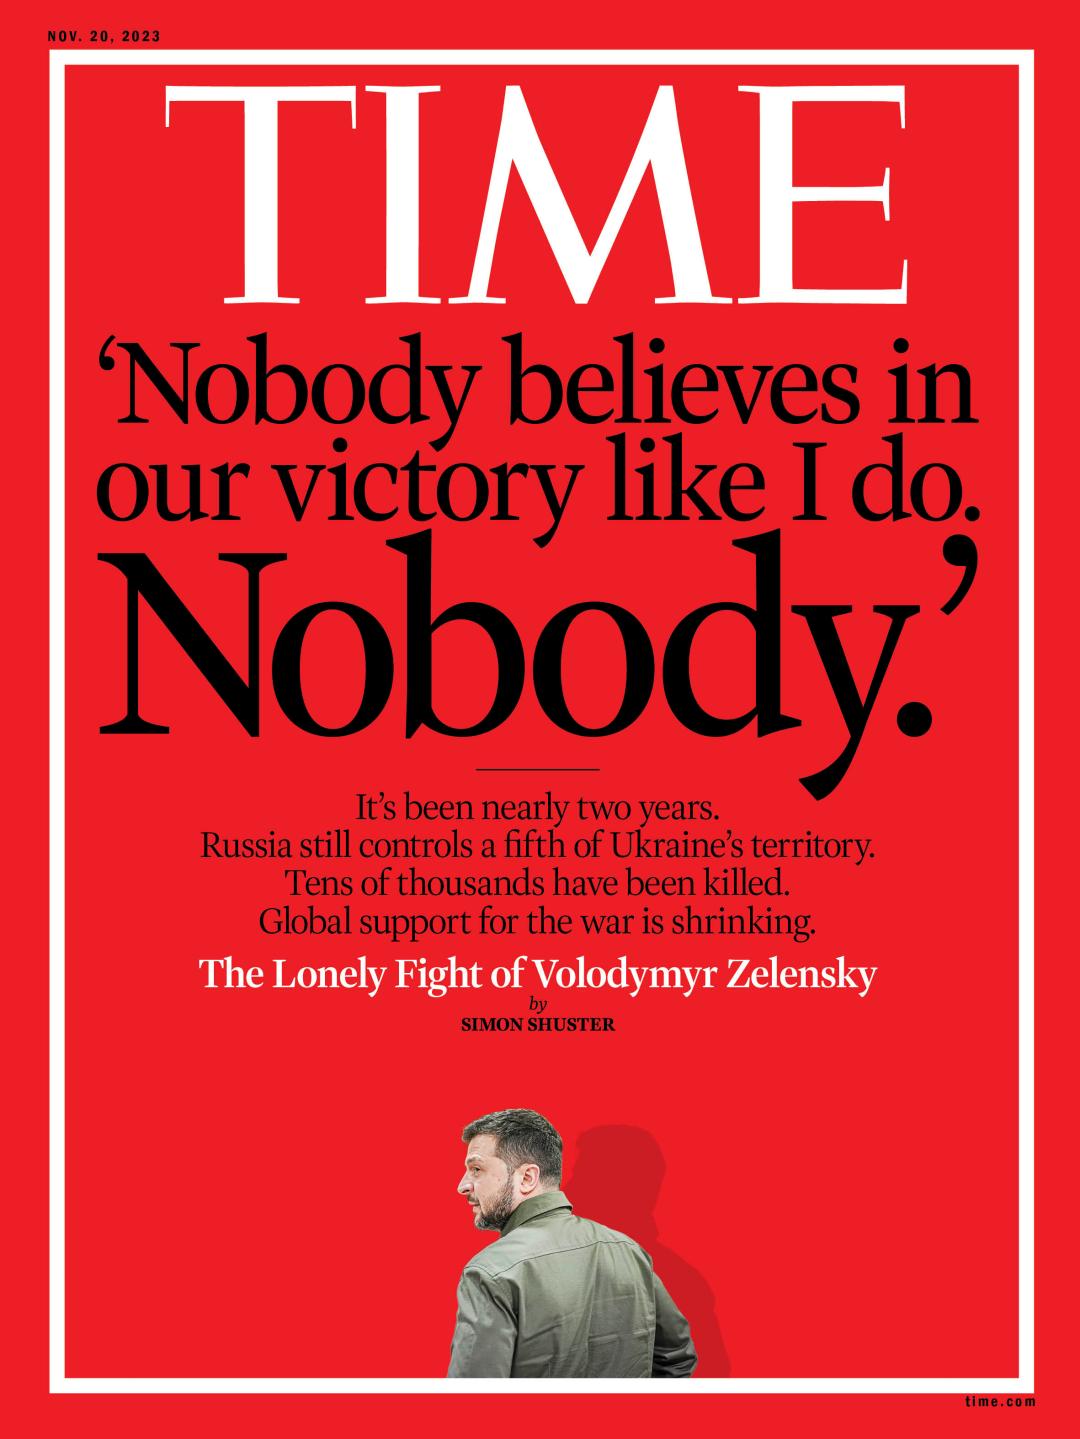 NOV. 20, 2023
TIME
‘Nobody believes in
our victory like I do.
Nobody.’
It’s been nearly two years.
Russia still controls a fifth of Ukraine’s territory.
Tens of thousands have been killed.
Global support for the war is shrinking.
The Lonely Fight of Volodymyr Zelensky
by
SIMON SHUSTER
time.com